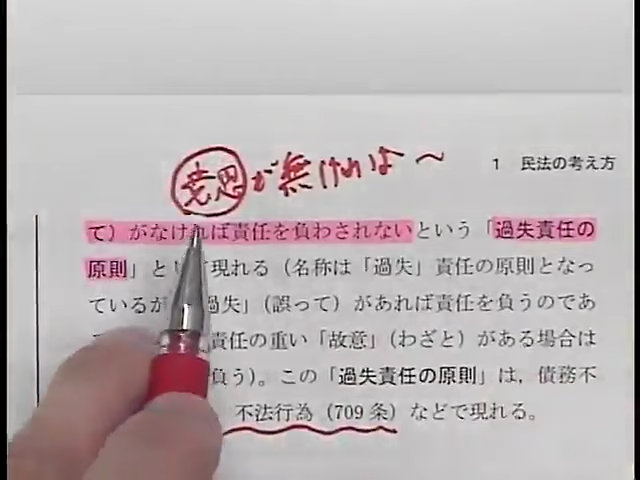 意思が無ければ〜
1 民法の考え方
て）がなければ責任を負わされないという「過失責任の
原則」として現れる（名称は「過失」責任の原則となっ
ているが 過失」（誤って）があれば責任を負うのであ
責任の重い「故意」（わざと）がある場合は
負う）。この「過失責任の原則」は，債務不
不法行為（709条）などで現れる。